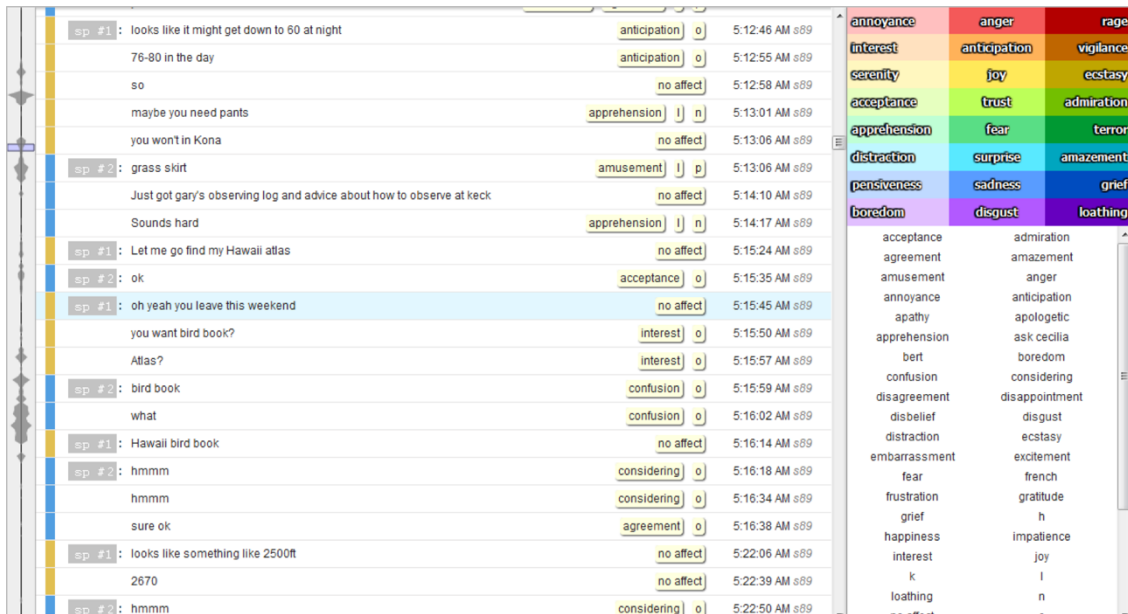 sp #1: looks like it might get down to 60 at night anticipation o 5:12:46 AM s89
76-80 in the day anticipation o 5:12:55 AM s89
so no affect 5:12:58 AM s89
maybe you need pants apprehension l n 5:13:01 AM s89
you won't in Kona no affect 5:13:06 AM s89
sp #2: grass skirt amusement l p 5:13:06 AM s89
Just got gary's observing log and advice about how to observe at keck no affect 5:14:10 AM s89
Sounds hard apprehension l n 5:14:17 AM s89
sp #1: Let me go find my Hawaii atlas no affect 5:15:24 AM s89
sp #2: ok acceptance o 5:15:35 AM s89
sp #1: oh yeah you leave this weekend no affect 5:15:45 AM s89
you want bird book? interest o 5:15:50 AM s89
Atlas? interest o 5:15:57 AM s89
sp #2: bird book confusion o 5:15:59 AM s89
what confusion o 5:16:02 AM s89
sp #1: Hawaii bird book no affect 5:16:14 AM s89
sp #2: hmmm considering o 5:16:18 AM s89
hmmm considering o 5:16:34 AM s89
sure ok agreement o 5:16:38 AM s89
sp #1: looks like something like 2500ft no affect 5:22:06 AM s89
2670 no affect 5:22:39 AM s89
sp #2: hmmm considering o 5:22:50 AM s89
annoyance anger rage
interest anticipation vigilance
serenity joy ecstasy
acceptance trust admiration
apprehension fear terror
distraction surprise amazement
pensiveness sadness grief
boredom disgust loathing
acceptance admiration
agreement amazement
amusement anger
annoyance anticipation
apathy apologetic
apprehension ask cecilia
bert boredom
confusion considering
disagreement disappointment
disbelief disgust
distraction ecstasy
embarrassment excitement
fear french
frustration gratitude
grief h
happiness impatience
interest joy
k l
loathing n